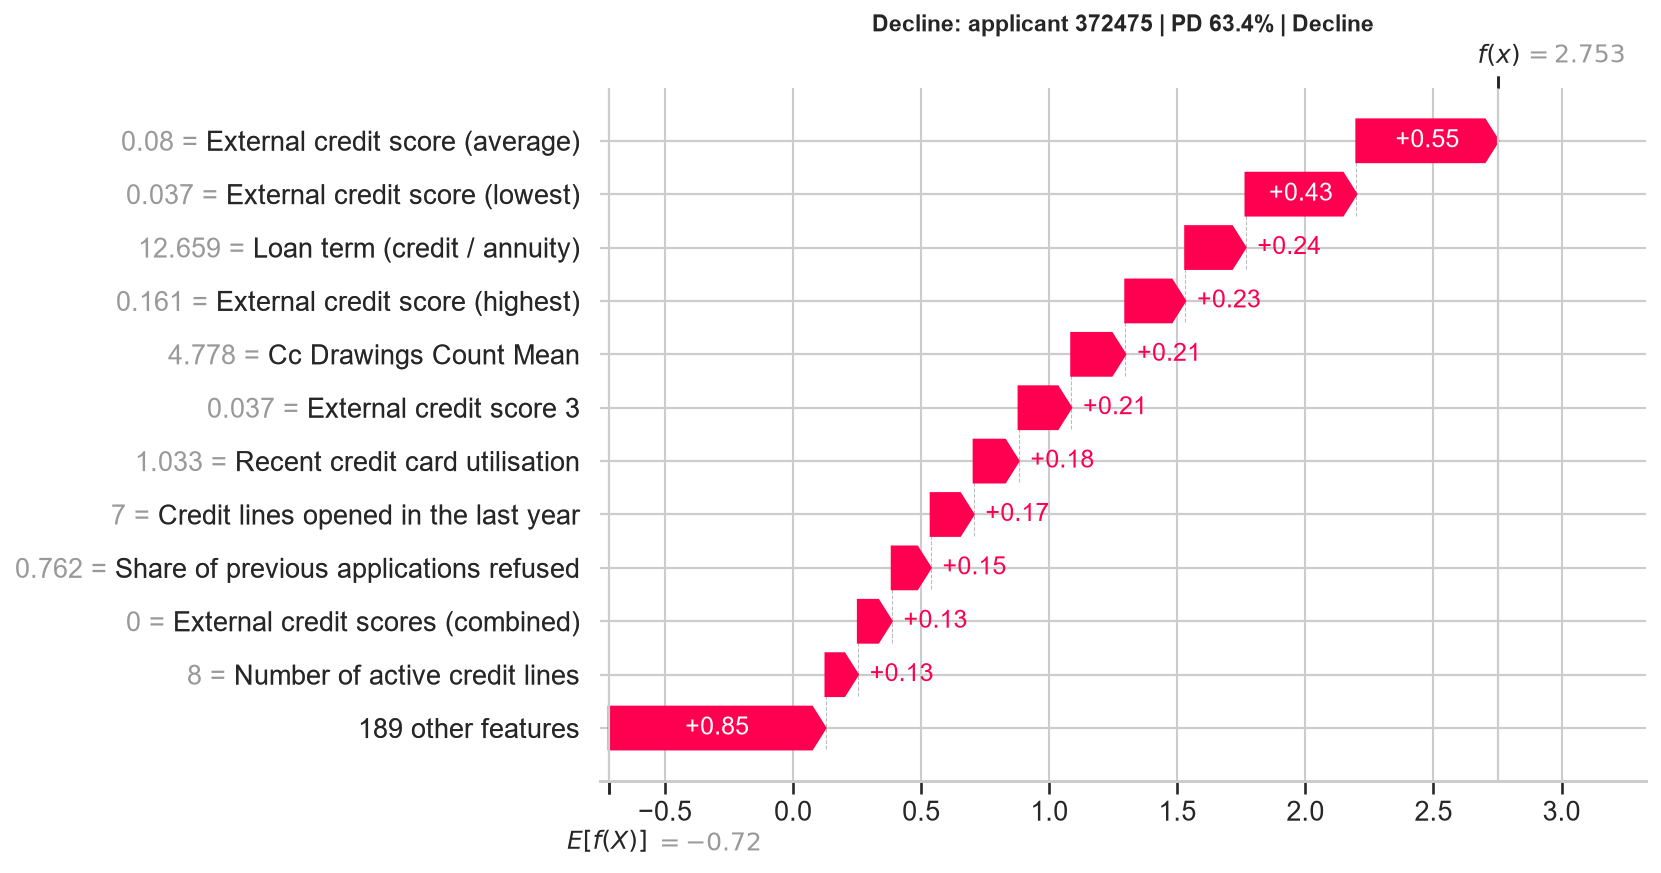 Decline: applicant 372475 | PD 63.4% | Decline
f(x) = 2.753
0.08 = External credit score (average) +0.55
0.037 = External credit score (lowest) +0.43
12.659 = Loan term (credit / annuity) +0.24
0.161 = External credit score (highest) +0.23
4.778 = Cc Drawings Count Mean +0.21
0.037 = External credit score 3 +0.21
1.033 = Recent credit card utilisation +0.18
7 = Credit lines opened in the last year +0.17
0.762 = Share of previous applications refused +0.15
0 = External credit scores (combined) +0.13
8 = Number of active credit lines +0.13
189 other features +0.85
−0.5 0.0 0.5 1.0 1.5 2.0 2.5 3.0
E[f(X)] = −0.72